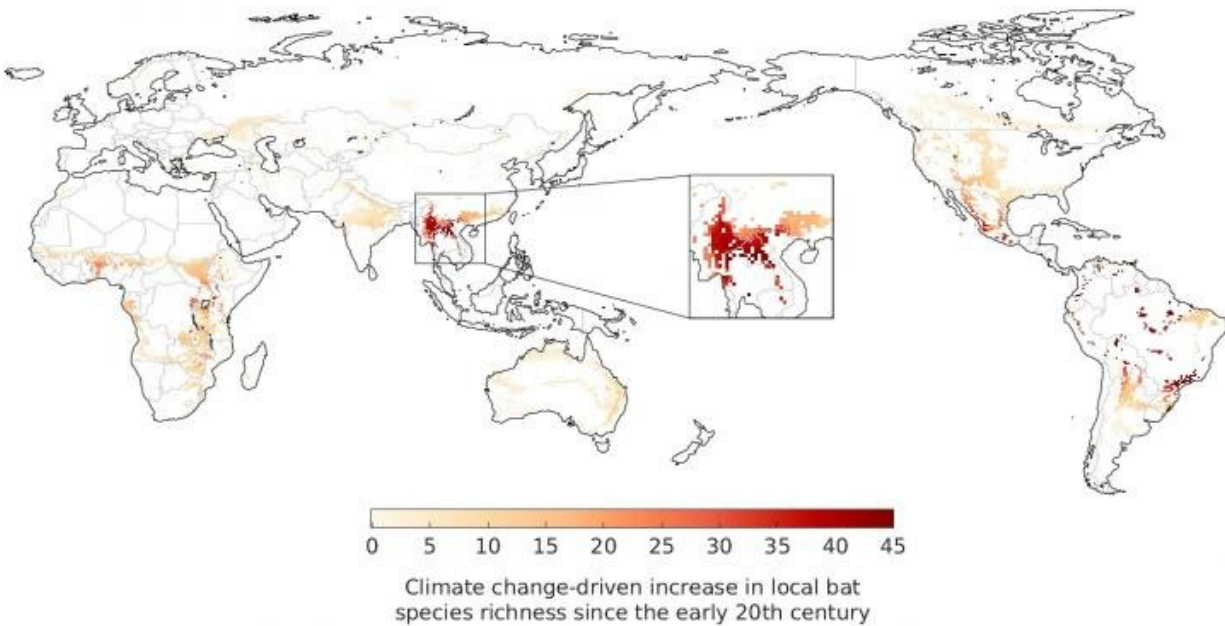 0 5 10 15 20 25 30 35 40 45
Climate change-driven increase in local bat
species richness since the early 20th century